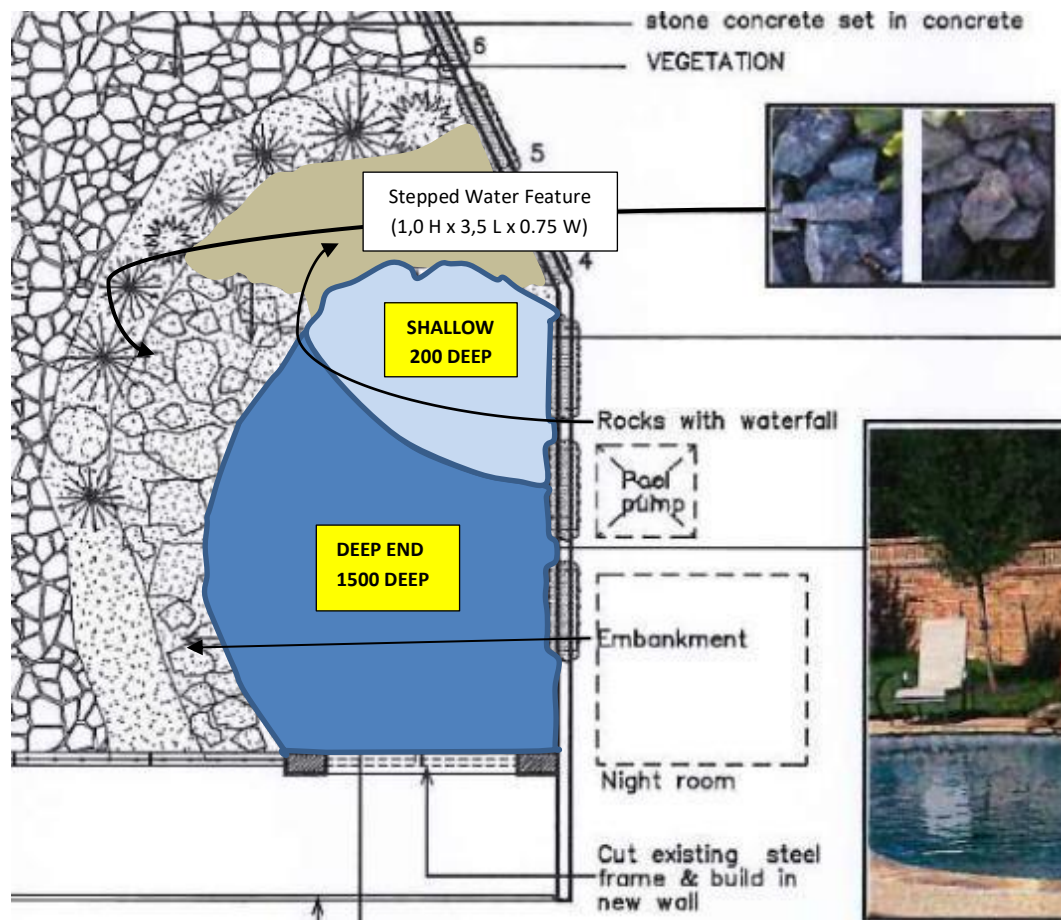 stone concrete set in concrete
6
VEGETATION
5
Stepped Water Feature
(1,0 H x 3,5 L x 0.75 W)
4
SHALLOW
200 DEEP
Rocks with waterfall
Pool
pump
DEEP END
1500 DEEP
Embankment
Night room
Cut existing steel
frame & build in
new wall